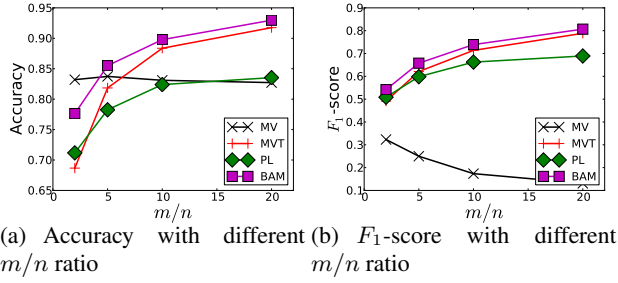 0.95
0.90
0.85
0.80
0.75
0.70
0.65
Accuracy
0 5 10 15 20
m/n
MV
MVT
PL
BAM
0.9
0.8
0.7
0.6
0.5
0.4
0.3
0.2
0.1
F1-score
0 5 10 15 20
m/n
MV
MVT
PL
BAM
(a) Accuracy with different
m/n ratio
(b) F1-score with different
m/n ratio